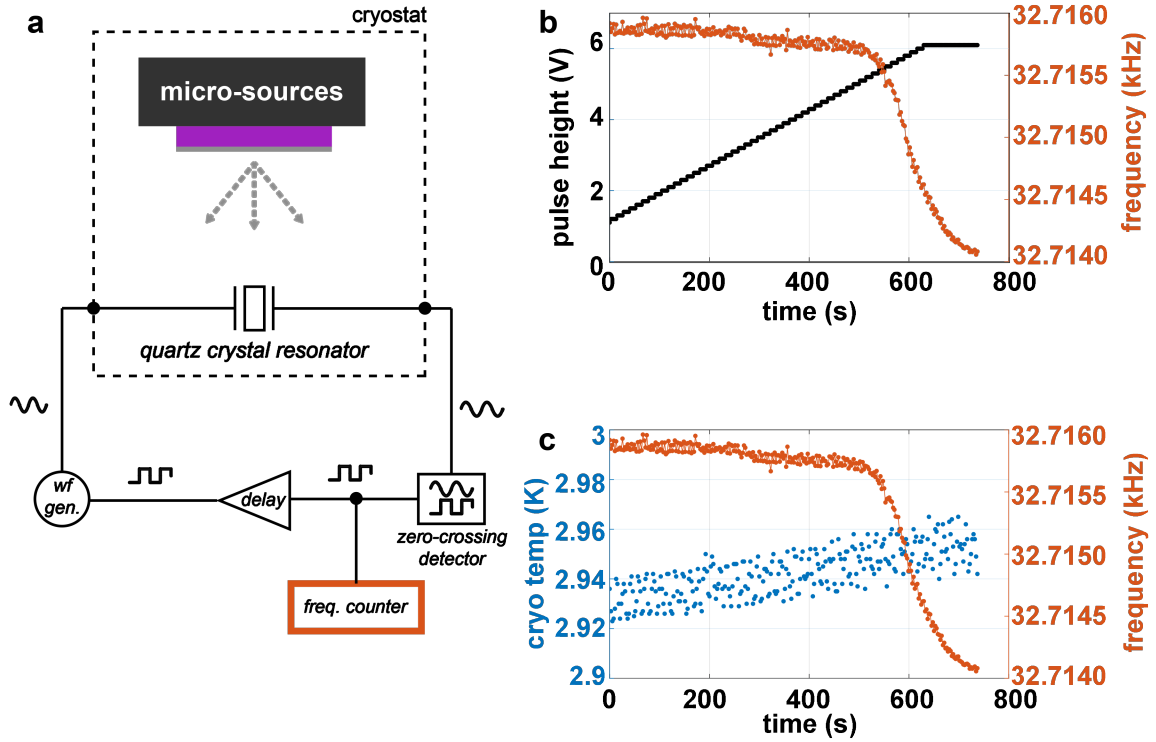 a
cryostat
micro-sources
quartz crystal resonator
wf
gen.
delay
zero-crossing
detector
freq. counter
b
pulse height (V)
6
4
2
0
0 200 400 600 800
time (s)
32.7160
32.7155
32.7150
32.7145
32.7140
frequency (kHz)
c
cryo temp (K)
3
2.98
2.96
2.94
2.92
2.9
0 200 400 600 800
time (s)
32.7160
32.7155
32.7150
32.7145
32.7140
frequency (kHz)